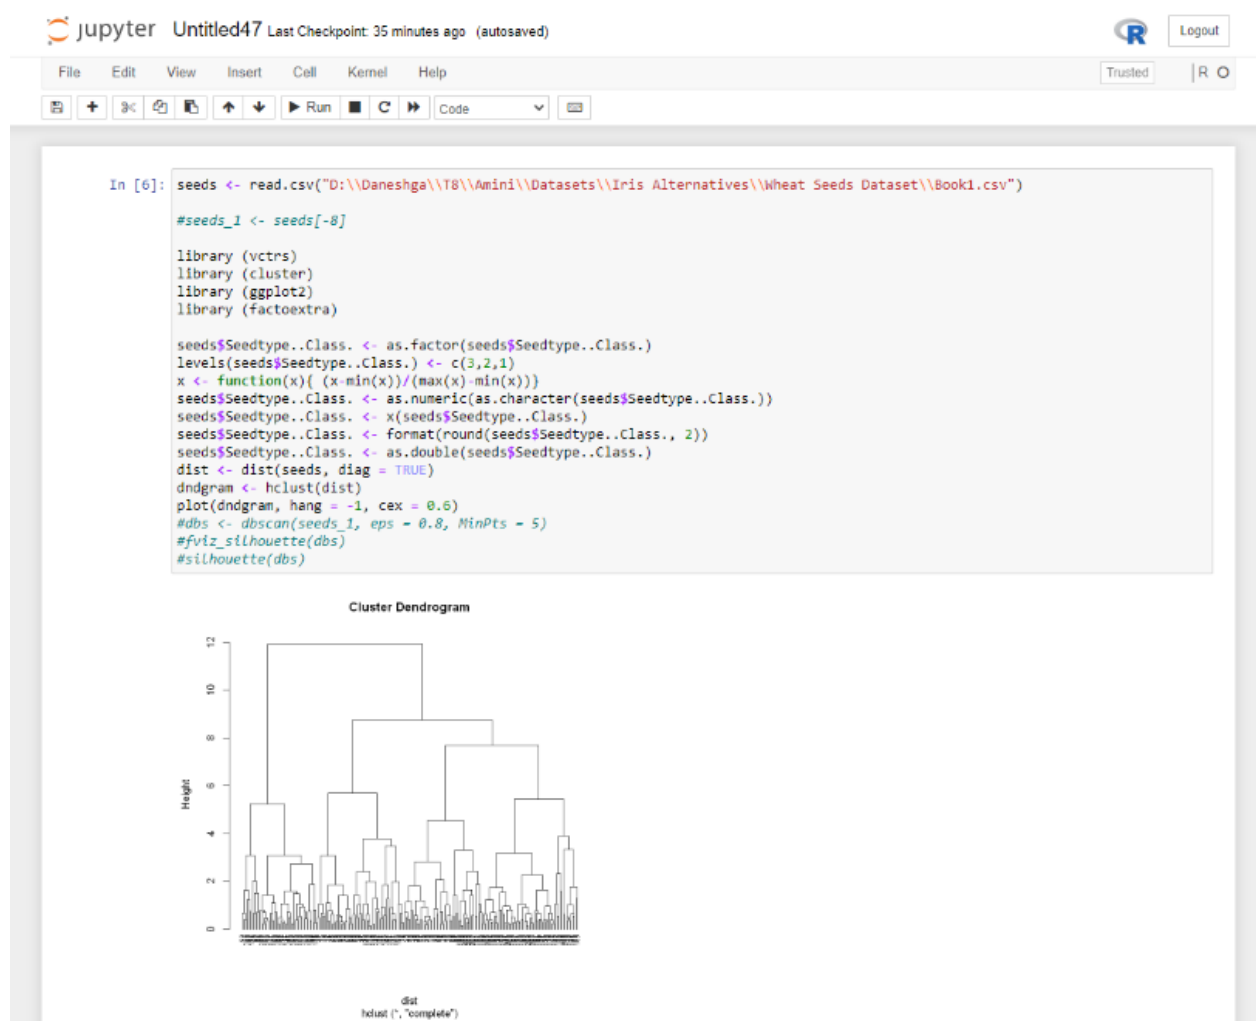 jupyter Untitled47 Last Checkpoint: 35 minutes ago (autosaved)
R Logout
File Edit View Insert Cell Kernel Help Trusted R
Run Code
In [6]: seeds <- read.csv("D:\\Daneshga\\T8\\Amini\\Datasets\\Iris Alternatives\\Wheat Seeds Dataset\\Book1.csv")
#seeds_1 <- seeds[-8]
library (vctrs)
library (cluster)
library (ggplot2)
library (factoextra)
seeds$Seedtype..Class. <- as.factor(seeds$Seedtype..Class.)
levels(seeds$Seedtype..Class.) <- c(3,2,1)
x <- function(x){ (x-min(x))/(max(x)-min(x))}
seeds$Seedtype..Class. <- as.numeric(as.character(seeds$Seedtype..Class.))
seeds$Seedtype..Class. <- x(seeds$Seedtype..Class.)
seeds$Seedtype..Class. <- format(round(seeds$Seedtype..Class., 2))
seeds$Seedtype..Class. <- as.double(seeds$Seedtype..Class.)
dist <- dist(seeds, diag = TRUE)
dndgram <- hclust(dist)
plot(dndgram, hang = -1, cex = 0.6)
#dbs <- dbscan(seeds_1, eps = 0.8, MinPts = 5)
#fviz_silhouette(dbs)
#silhouette(dbs)
Cluster Dendrogram
12
10
8
6
Height
4
2
0
dist
hclust (*, "complete")